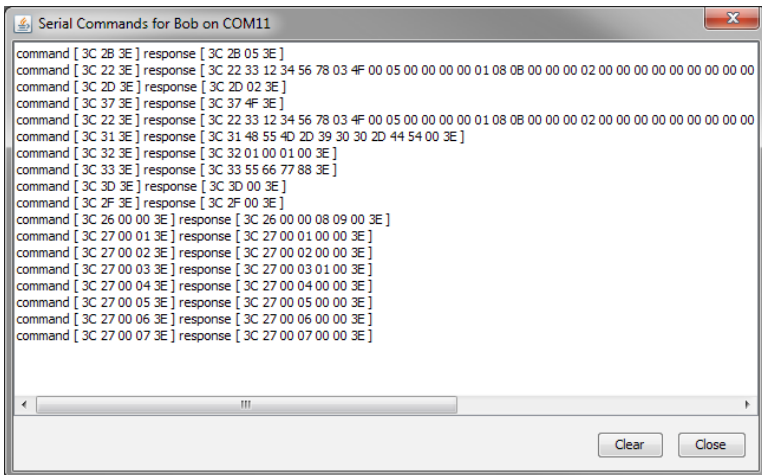 Serial Commands for Bob on COM11
command [ 3C 2B 3E ] response [ 3C 2B 05 3E ]
command [ 3C 22 3E ] response [ 3C 22 33 12 34 56 78 03 4F 00 05 00 00 00 00 01 08 0B 00 00 00 02 00 00 00 00 00 00 00 00 00
command [ 3C 2D 3E ] response [ 3C 2D 02 3E ]
command [ 3C 37 3E ] response [ 3C 37 4F 3E ]
command [ 3C 22 3E ] response [ 3C 22 33 12 34 56 78 03 4F 00 05 00 00 00 00 01 08 0B 00 00 00 02 00 00 00 00 00 00 00 00 00
command [ 3C 31 3E ] response [ 3C 31 48 55 4D 2D 39 30 30 2D 44 54 00 3E ]
command [ 3C 32 3E ] response [ 3C 32 01 00 01 00 3E ]
command [ 3C 33 3E ] response [ 3C 33 55 66 77 88 3E ]
command [ 3C 3D 3E ] response [ 3C 3D 00 3E ]
command [ 3C 2F 3E ] response [ 3C 2F 00 3E ]
command [ 3C 26 00 00 3E ] response [ 3C 26 00 00 08 09 00 3E ]
command [ 3C 27 00 01 3E ] response [ 3C 27 00 01 00 00 3E ]
command [ 3C 27 00 02 3E ] response [ 3C 27 00 02 00 00 3E ]
command [ 3C 27 00 03 3E ] response [ 3C 27 00 03 01 00 3E ]
command [ 3C 27 00 04 3E ] response [ 3C 27 00 04 00 00 3E ]
command [ 3C 27 00 05 3E ] response [ 3C 27 00 05 00 00 3E ]
command [ 3C 27 00 06 3E ] response [ 3C 27 00 06 00 00 3E ]
command [ 3C 27 00 07 3E ] response [ 3C 27 00 07 00 00 3E ]
Clear Close